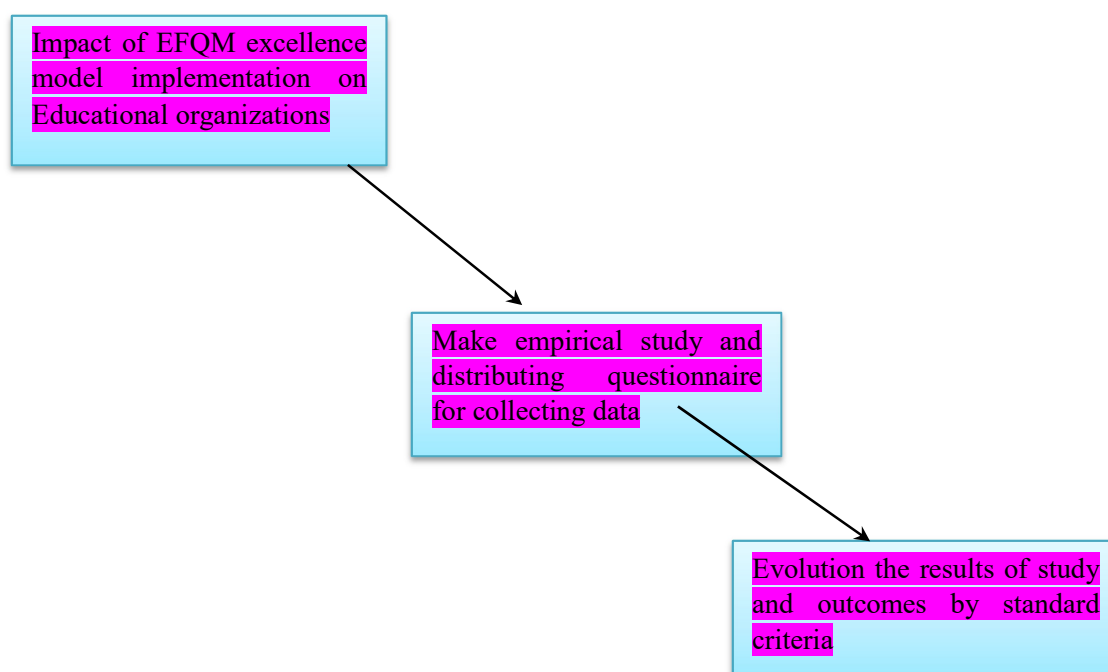 Impact of EFQM excellence
model implementation on
Educational organizations
Make empirical study and
distributing questionnaire
for collecting data
Evolution the results of study
and outcomes by standard
criteria